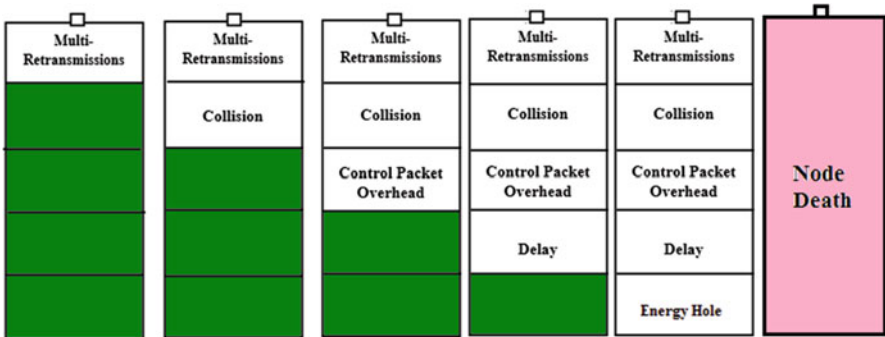 Multi-
Retransmissions
Multi-
Retransmissions
Collision
Multi-
Retransmissions
Collision
Control Packet
Overhead
Multi-
Retransmissions
Collision
Control Packet
Overhead
Delay
Multi-
Retransmissions
Collision
Control Packet
Overhead
Delay
Energy Hole
Node
Death